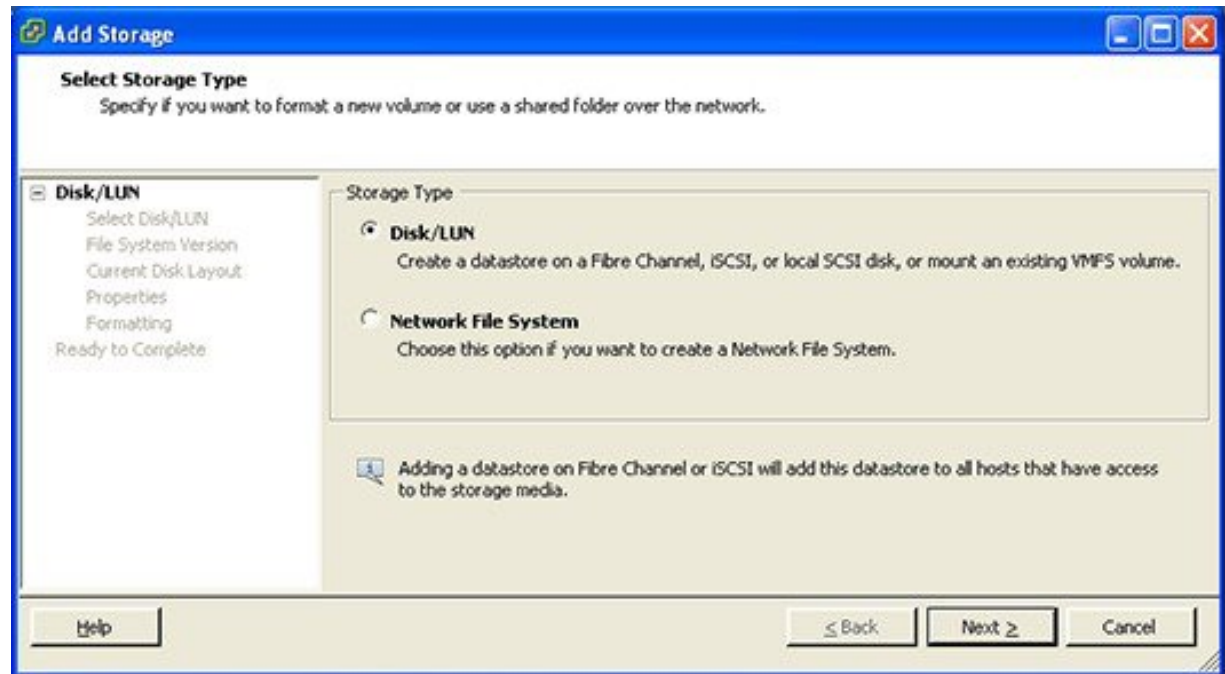 Add Storage
Select Storage Type
Specify if you want to format a new volume or use a shared folder over the network.
Disk/LUN
Select Disk/LUN
File System Version
Current Disk Layout
Properties
Formatting
Ready to Complete
Storage Type
Disk/LUN
Create a datastore on a Fibre Channel, iSCSI, or local SCSI disk, or mount an existing VMFS volume.
Network File System
Choose this option if you want to create a Network File System.
Adding a datastore on Fibre Channel or iSCSI will add this datastore to all hosts that have access
to the storage media.
Help
≤ Back
Next ≥
Cancel